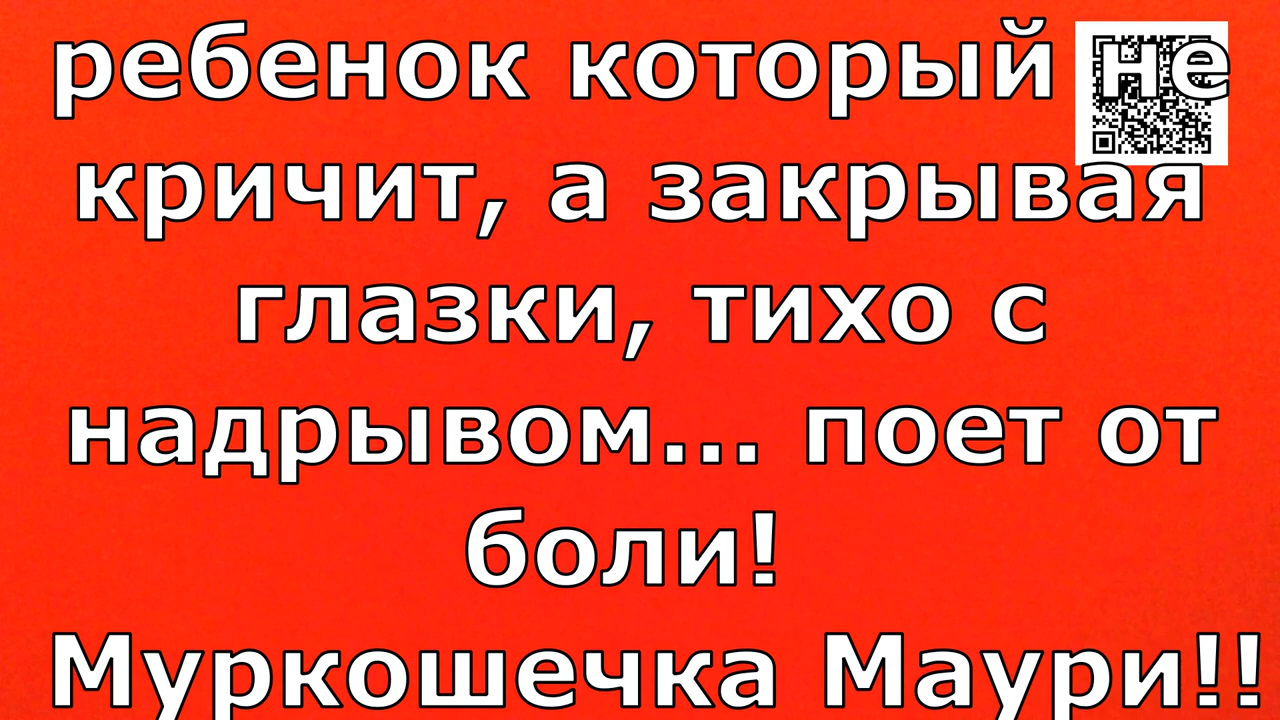 ребенок который не
кричит, а закрывая
глазки, тихо с
надрывом... поет от
боли!
Муркошечка Маури!!